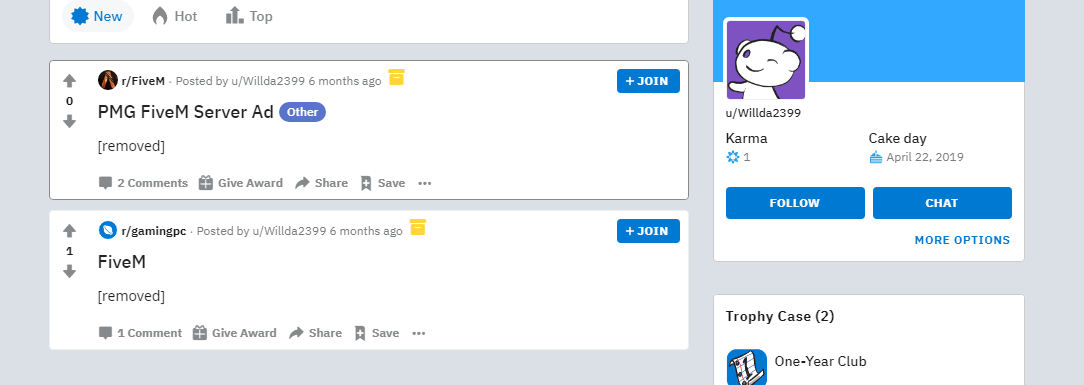 New Hot Top
r/FiveM · Posted by u/Willda2399 6 months ago + JOIN
0
PMG FiveM Server Ad Other
[removed]
2 Comments Give Award Share Save ···
r/gamingpc · Posted by u/Willda2399 6 months ago + JOIN
1
FiveM
[removed]
1 Comment Give Award Share Save ···
u/Willda2399
Karma Cake day
1 April 22, 2019
FOLLOW CHAT
MORE OPTIONS
Trophy Case (2)
One-Year Club